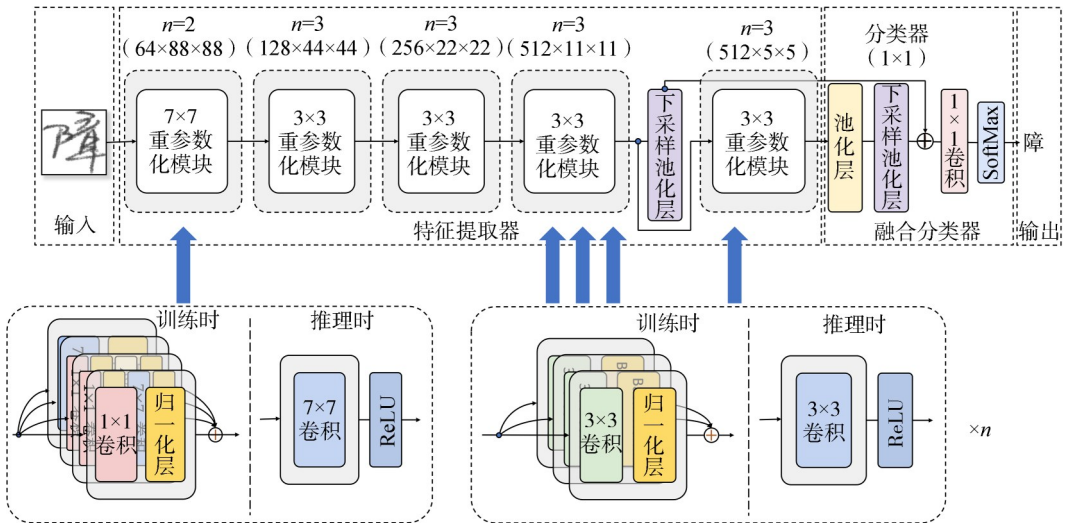 n=2
(64×88×88)
n=3
(128×44×44)
n=3
(256×22×22)
n=3
(512×11×11)
n=3
(512×5×5)
分类器
(1×1)
障
7×7
重参数
化模块
3×3
重参数
化模块
3×3
重参数
化模块
3×3
重参数
化模块
下采样池化层
3×3
重参数
化模块
池化层
下采样池化层
1×1卷积
SoftMax
障
输入
特征提取器
融合分类器
输出
训练时
推理时
1×1
卷积
归一化层
7×7
卷积
ReLU
训练时
推理时
3×3
卷积
归一化层
3×3
卷积
ReLU
×n